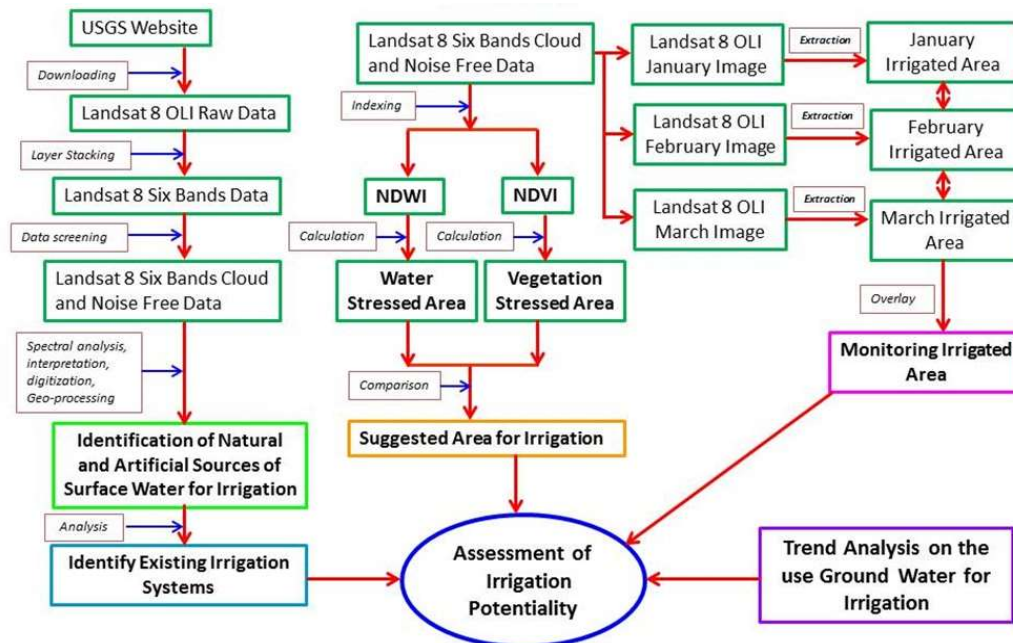 USGS Website
Downloading
Landsat 8 OLI Raw Data
Layer Stacking
Landsat 8 Six Bands Data
Data screening
Landsat 8 Six Bands Cloud
and Noise Free Data
Spectral analysis,
interpretation,
digitization,
Geo-processing
Identification of Natural
and Artificial Sources of
Surface Water for Irrigation
Analysis
Identify Existing Irrigation
Systems
Landsat 8 Six Bands Cloud
and Noise Free Data
Indexing
NDWI
NDVI
Calculation
Calculation
Water
Stressed Area
Vegetation
Stressed Area
Comparison
Suggested Area for Irrigation
Assessment of
Irrigation
Potentiality
Landsat 8 OLI
January Image
Extraction
January
Irrigated Area
Landsat 8 OLI
February Image
Extraction
February
Irrigated Area
Landsat 8 OLI
March Image
Extraction
March Irrigated
Area
Overlay
Monitoring Irrigated
Area
Trend Analysis on the
use Ground Water for
Irrigation